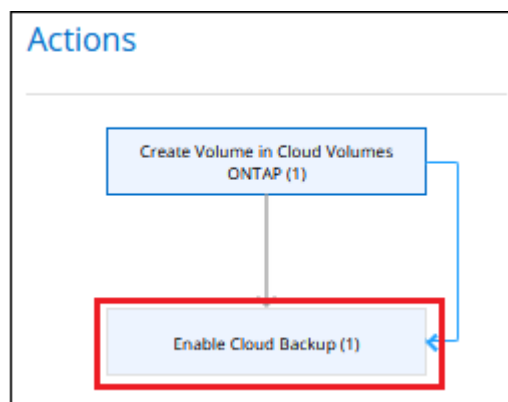 Actions
Create Volume in Cloud Volumes
ONTAP (1)
Enable Cloud Backup (1)